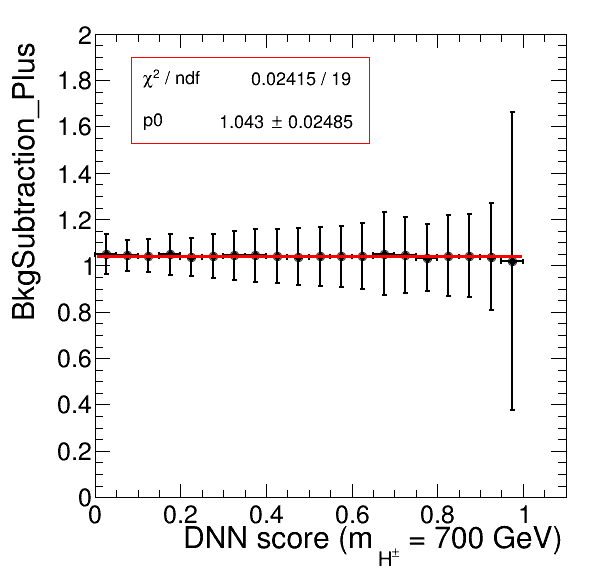 BkgSubtraction_Plus
2
1.8
1.6
1.4
1.2
1
0.8
0.6
0.4
0.2
0
χ² / ndf 0.02415 / 19
p0 1.043 ± 0.02485
0 0.2 0.4 0.6 0.8 1
DNN score (m_{H^±} = 700 GeV)